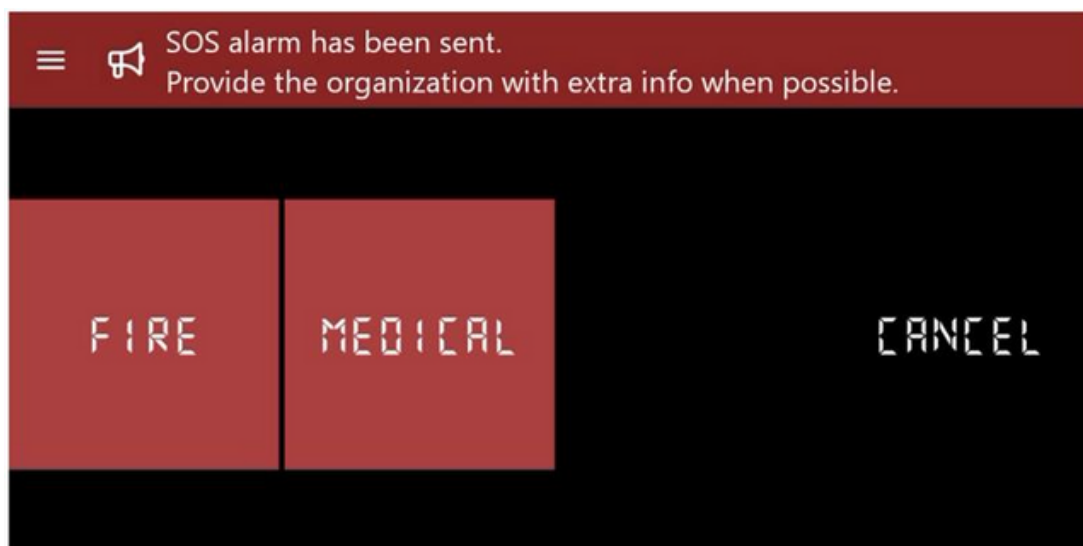 SOS alarm has been sent.
Provide the organization with extra info when possible.
FIRE MEDICAL CANCEL